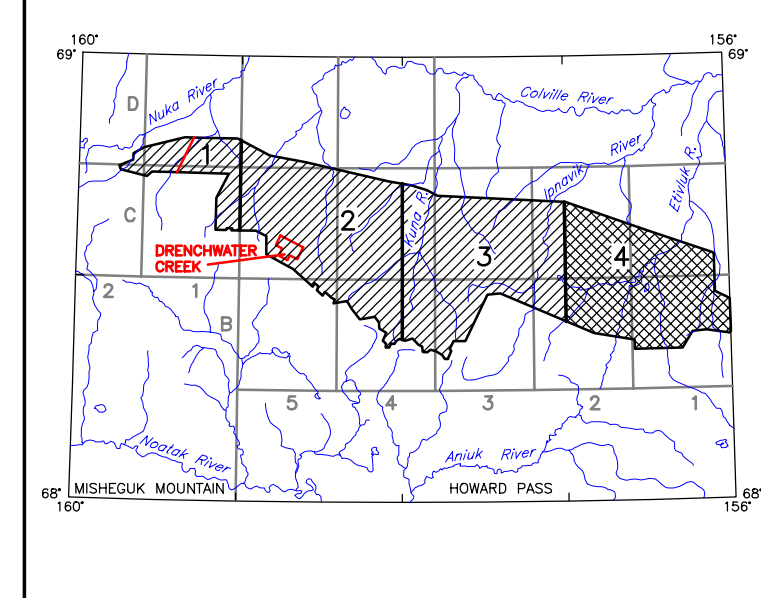 160°
156°
69°
69°
D
Nuka River
Colville River
1
Ipnavik River
Etivluk R.
C
2
Kuna R.
3
4
DRENCHWATER
CREEK
2
1
B
5
4
3
2
1
Noatak River
Aniuk River
68°
MISHEGUK MOUNTAIN
HOWARD PASS
68°
160°
156°